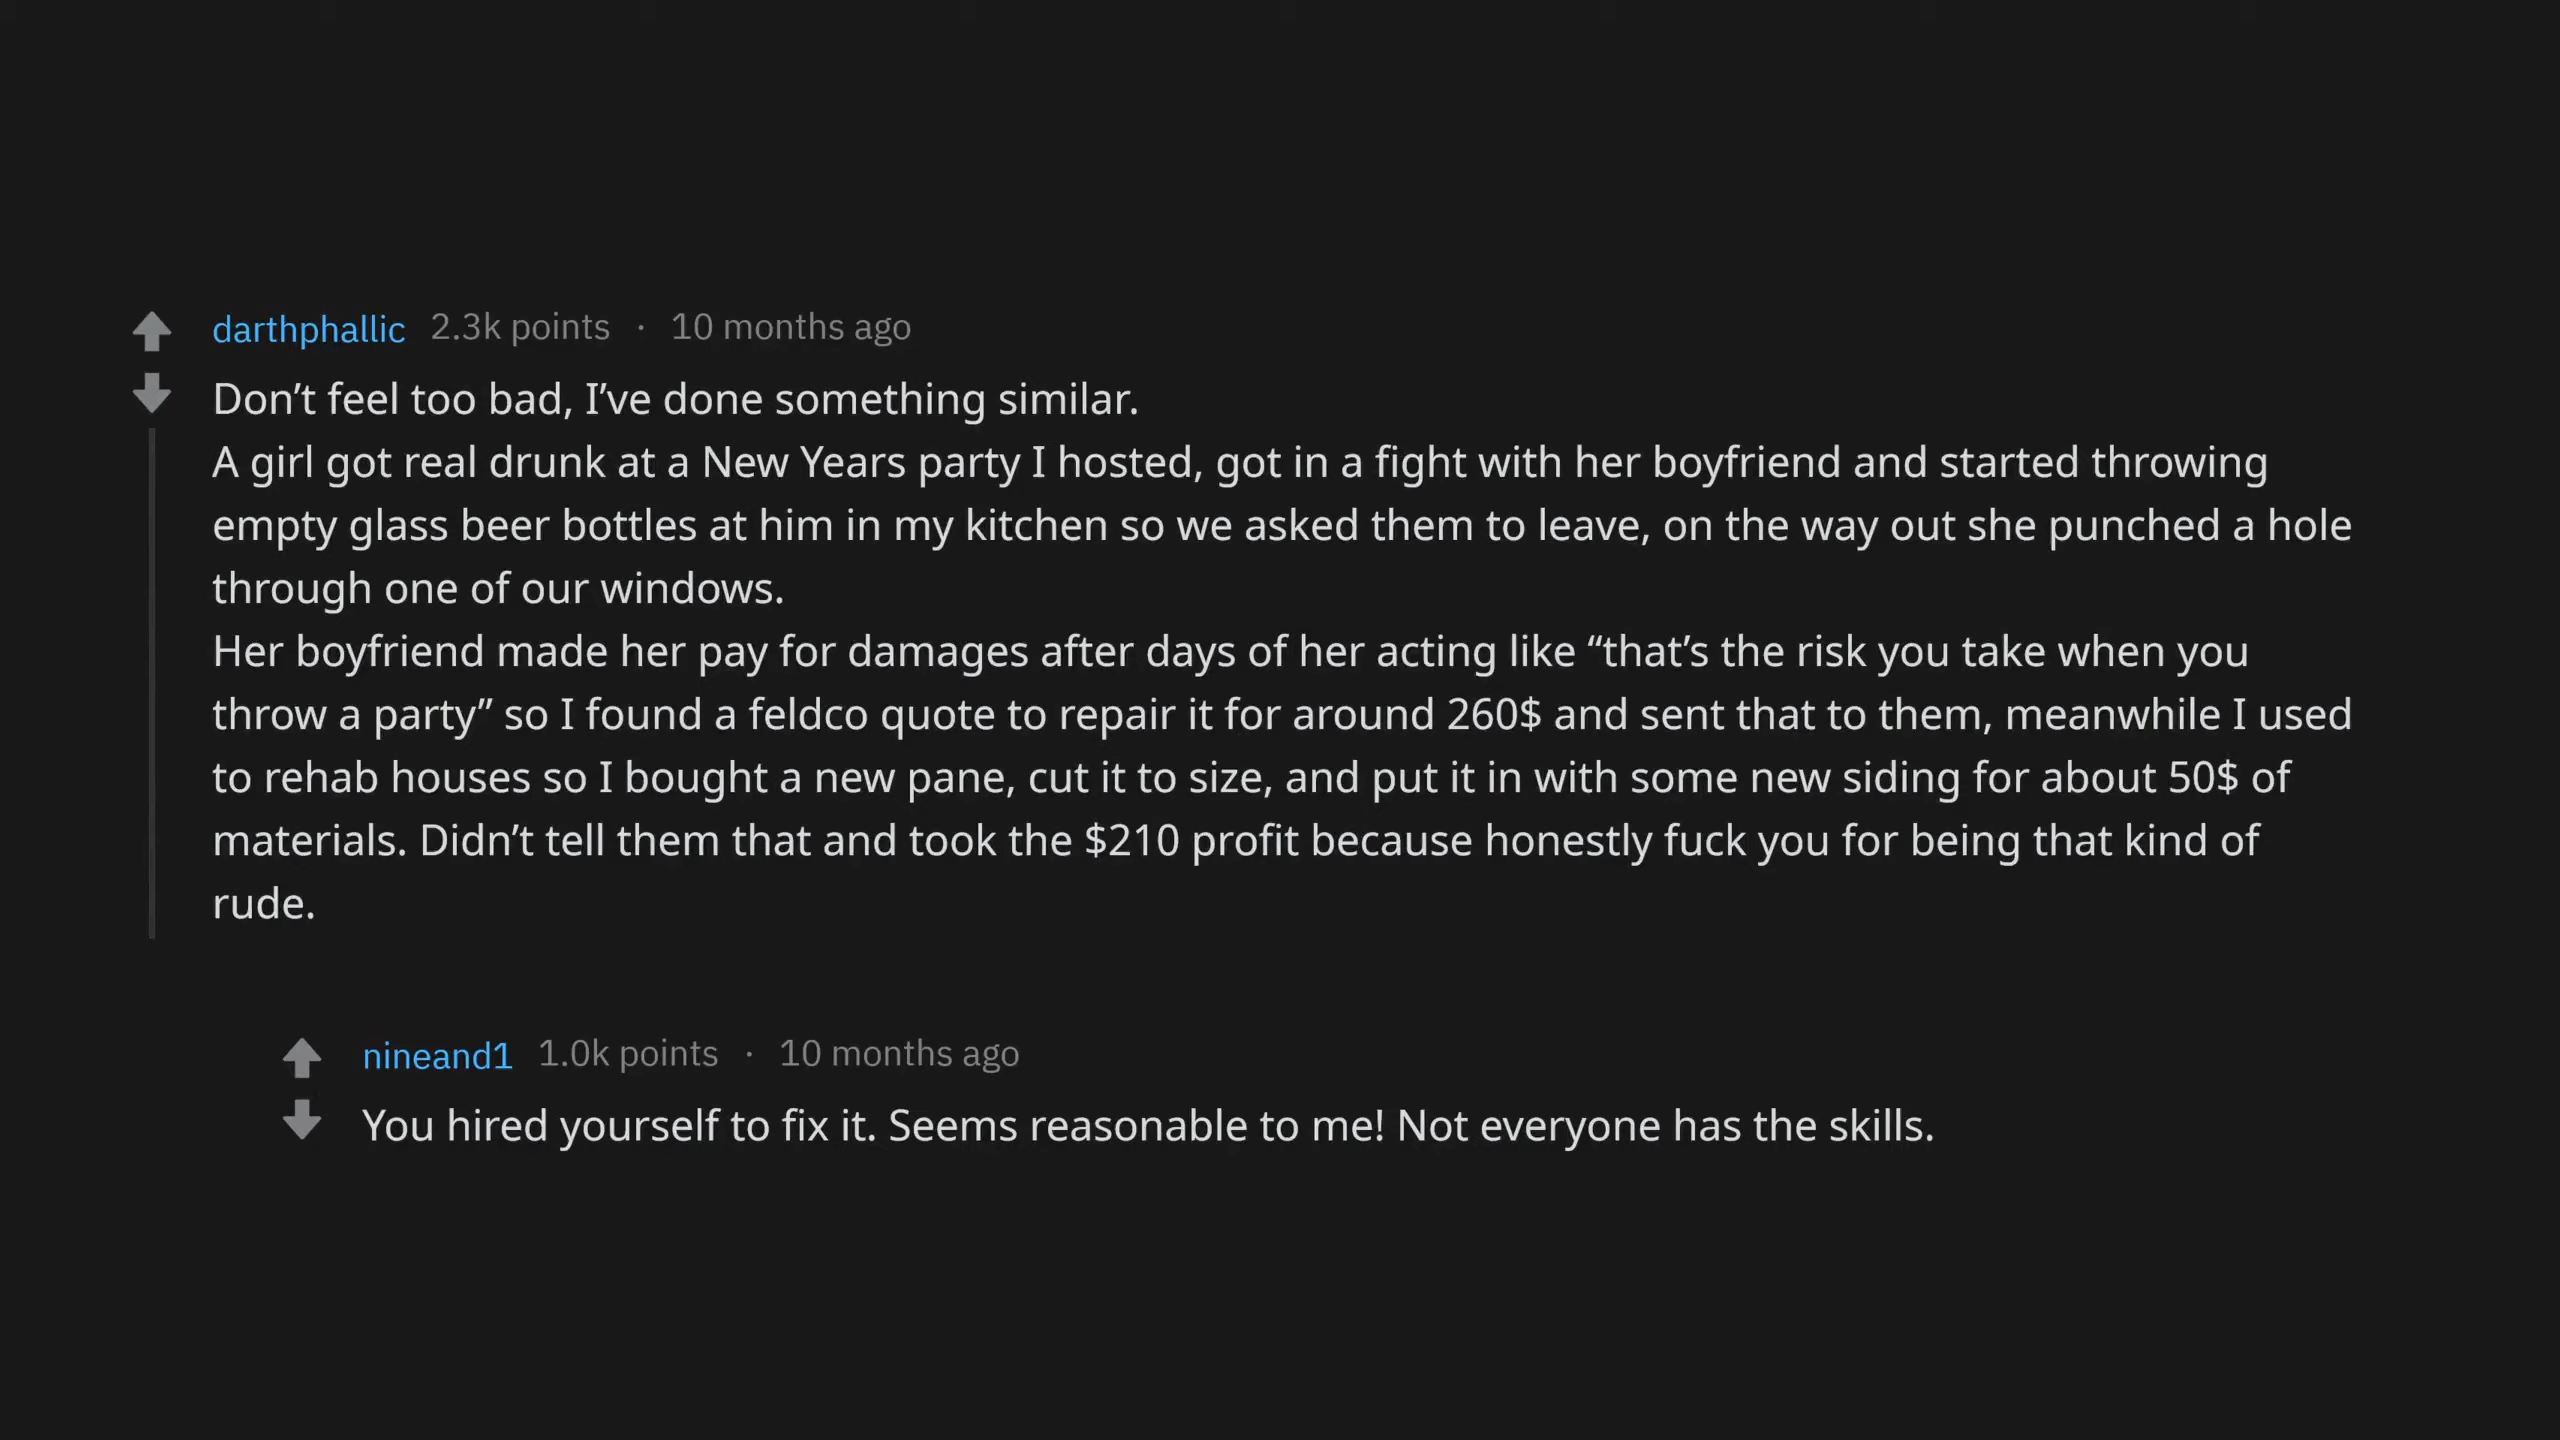 darthphallic 2.3k points · 10 months ago
Don’t feel too bad, I’ve done something similar.
A girl got real drunk at a New Years party I hosted, got in a fight with her boyfriend and started throwing
empty glass beer bottles at him in my kitchen so we asked them to leave, on the way out she punched a hole
through one of our windows.
Her boyfriend made her pay for damages after days of her acting like “that’s the risk you take when you
throw a party” so I found a feldco quote to repair it for around 260$ and sent that to them, meanwhile I used
to rehab houses so I bought a new pane, cut it to size, and put it in with some new siding for about 50$ of
materials. Didn’t tell them that and took the $210 profit because honestly fuck you for being that kind of
rude.
nineand1 1.0k points · 10 months ago
You hired yourself to fix it. Seems reasonable to me! Not everyone has the skills.